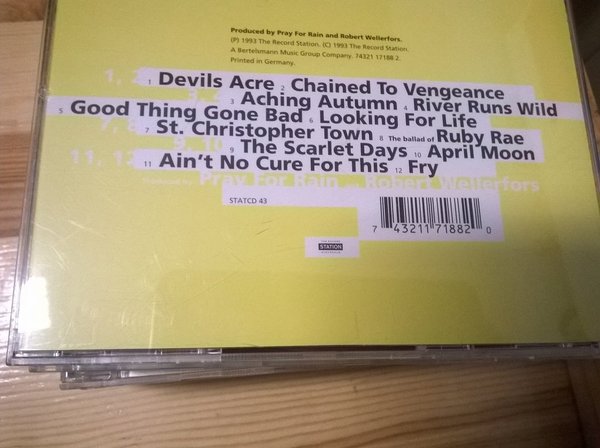 Produced by Pray For Rain and Robert Wellerfors.
(P) 1993 The Record Station. (C) 1993 The Record Station.
A Bertelsmann Music Group Company. 74321 17188 2.
Printed in Germany.
1 Devils Acre 2 Chained To Vengeance
3 Aching Autumn 4 River Runs Wild
5 Good Thing Gone Bad 6 Looking For Life
7 St. Christopher Town 8 The ballad of Ruby Rae
9 The Scarlet Days 10 April Moon
11 Ain't No Cure For This 12 Fry
Produced by Pray For Rain and Robert Wellerfors
STATCD 43
7 43211 71882 0
STATION